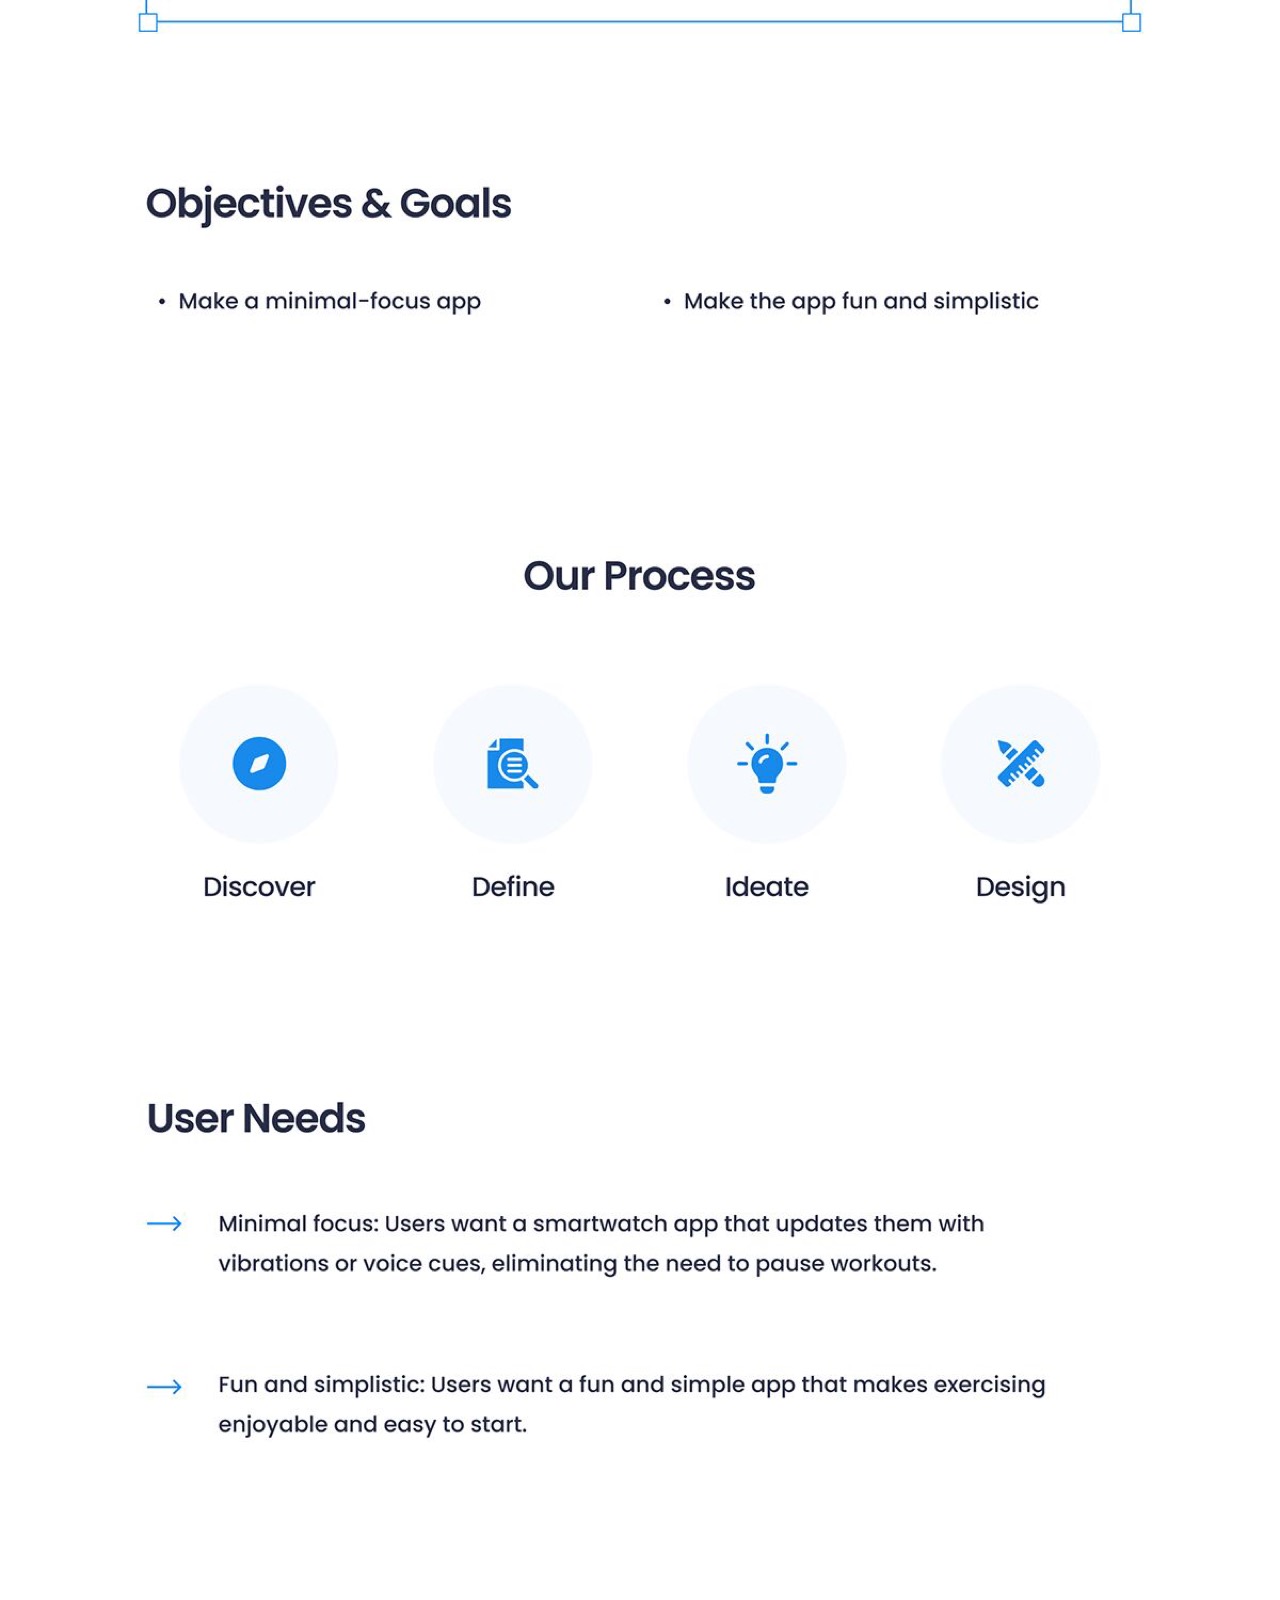 Objectives & Goals
• Make a minimal-focus app
• Make the app fun and simplistic
Our Process
Discover
Define
Ideate
Design
User Needs
Minimal focus: Users want a smartwatch app that updates them with
vibrations or voice cues, eliminating the need to pause workouts.
Fun and simplistic: Users want a fun and simple app that makes exercising
enjoyable and easy to start.